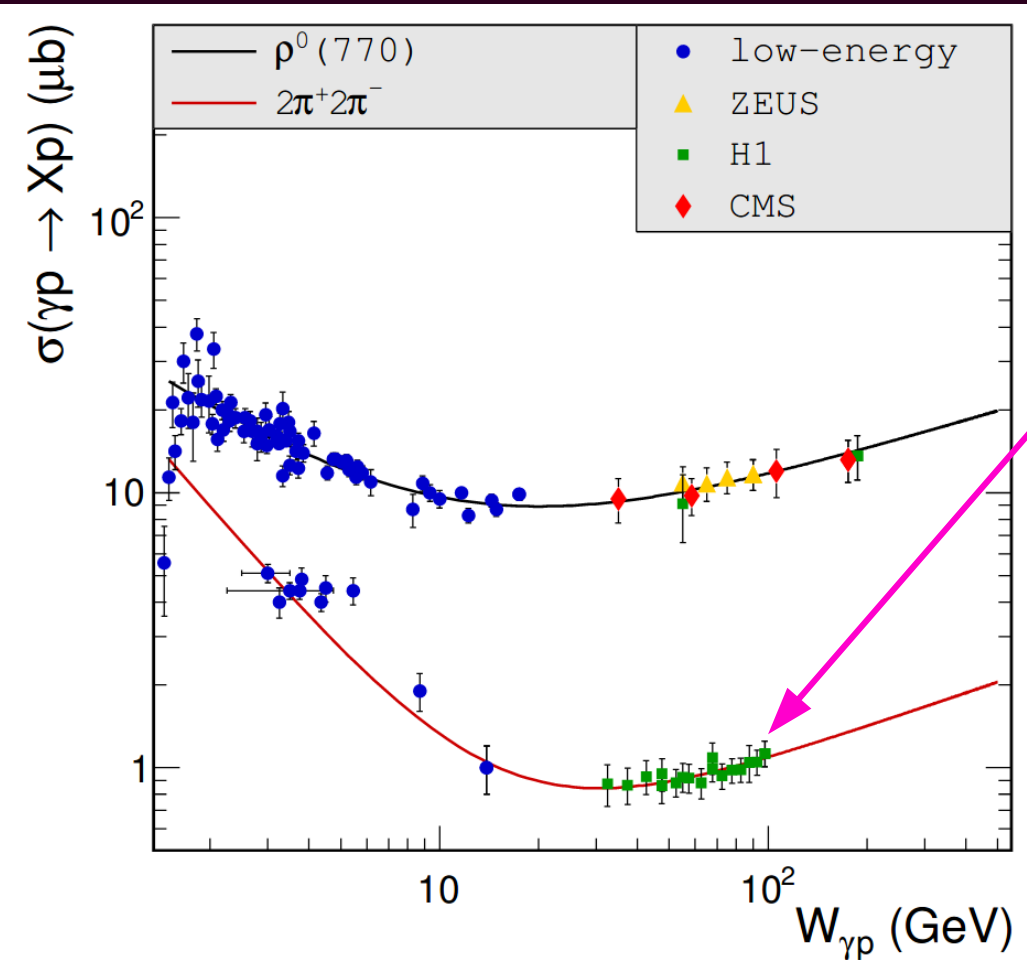 σ(γp → Xp) (μb)
ρ⁰(770)
2π⁺2π⁻
low-energy
ZEUS
H1
CMS
10²
10
1
10
10²
W_γp (GeV)